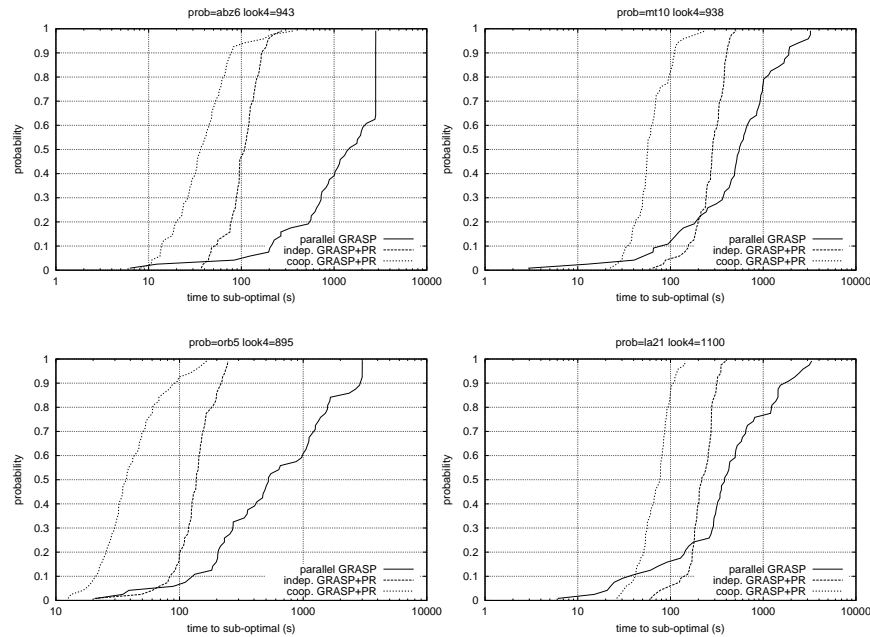 prob=abz6 look4=943
1
0.9
0.8
0.7
0.6
0.5
0.4
0.3
0.2
0.1
0
probability
parallel GRASP
indep. GRASP+PR
coop. GRASP+PR
1 10 100 1000 10000
time to sub-optimal (s)
prob=mt10 look4=938
1
0.9
0.8
0.7
0.6
0.5
0.4
0.3
0.2
0.1
0
probability
parallel GRASP
indep. GRASP+PR
coop. GRASP+PR
1 10 100 1000 10000
time to sub-optimal (s)
prob=orb5 look4=895
1
0.9
0.8
0.7
0.6
0.5
0.4
0.3
0.2
0.1
0
probability
parallel GRASP
indep. GRASP+PR
coop. GRASP+PR
10 100 1000 10000
time to sub-optimal (s)
prob=la21 look4=1100
1
0.9
0.8
0.7
0.6
0.5
0.4
0.3
0.2
0.1
0
probability
parallel GRASP
indep. GRASP+PR
coop. GRASP+PR
1 10 100 1000 10000
time to sub-optimal (s)